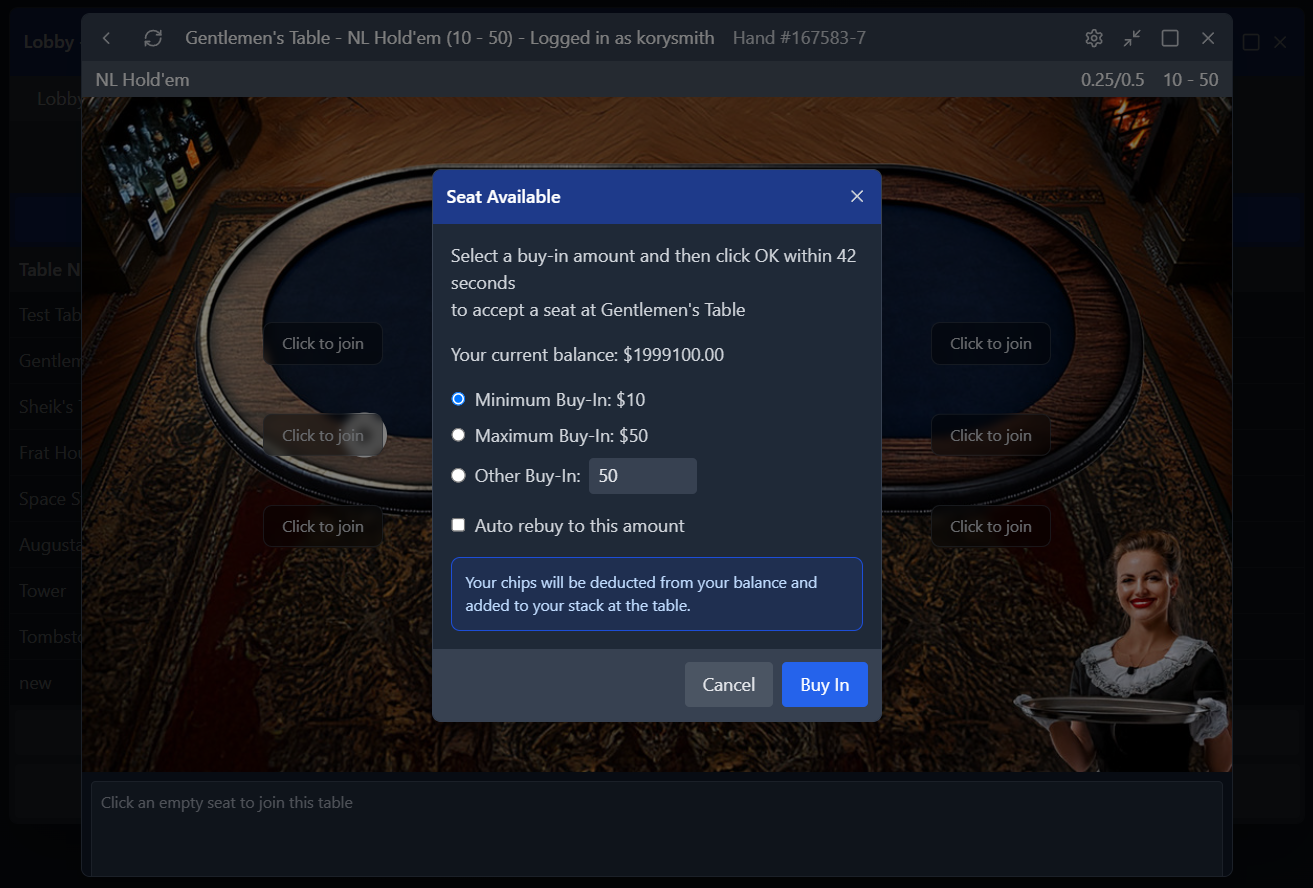 Lobby
Gentlemen's Table - NL Hold'em (10 - 50) - Logged in as korysmith Hand #167583-7
NL Hold'em 0.25/0.5 10 - 50
Lobby
Seat Available
Select a buy-in amount and then click OK within 42
seconds
to accept a seat at Gentlemen's Table
Your current balance: $1999100.00
Minimum Buy-In: $10
Maximum Buy-In: $50
Other Buy-In: 50
Auto rebuy to this amount
Your chips will be deducted from your balance and
added to your stack at the table.
Cancel Buy In
Click to join
Click to join
Click to join
Click to join
Click to join
Click to join
Table N
Test Tab
Gentlem
Sheik's
Frat Hou
Space S
Augusta
Tower
Tombsto
new
Click an empty seat to join this table